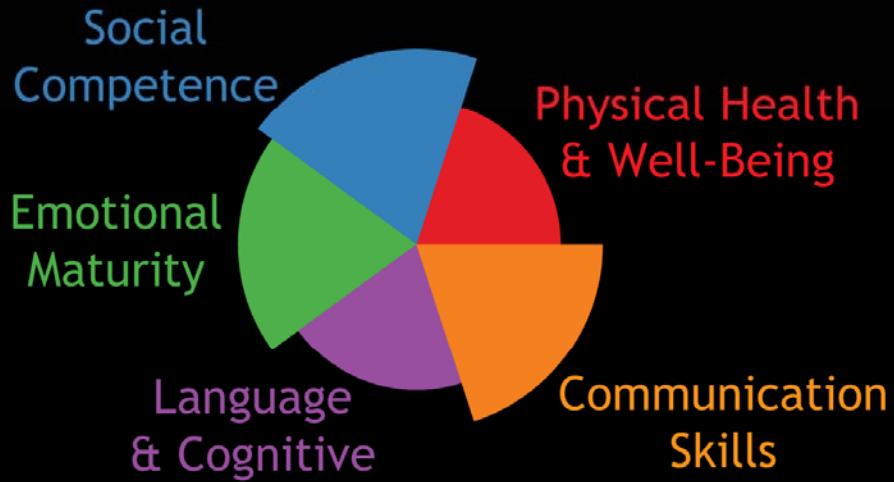 Social
Competence
Physical Health
& Well-Being
Emotional
Maturity
Language
& Cognitive
Communication
Skills